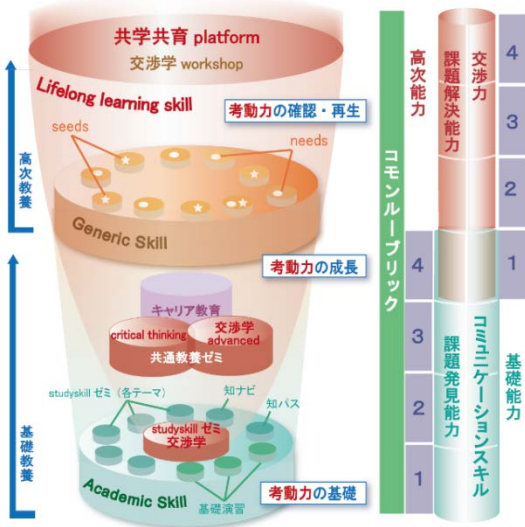 共学共育 platform
交渉学 workshop
Lifelong learning skill
考動力の確認・再生
seeds
needs
Generic Skill
考動力の成長
キャリア教育
critical thinking
交渉学
advanced
共通教養ゼミ
studyskill ゼミ（各テーマ）
知ナビ
知パス
studyskill ゼミ
交渉学
Academic Skill
基礎演習
考動力の基礎
高次教養
基礎教養
コモンルーブリック
高次能力
課題解決能力
交渉力
4
3
2
1
4
3
2
1
課題発見能力
コミュニケーションスキル
基礎能力